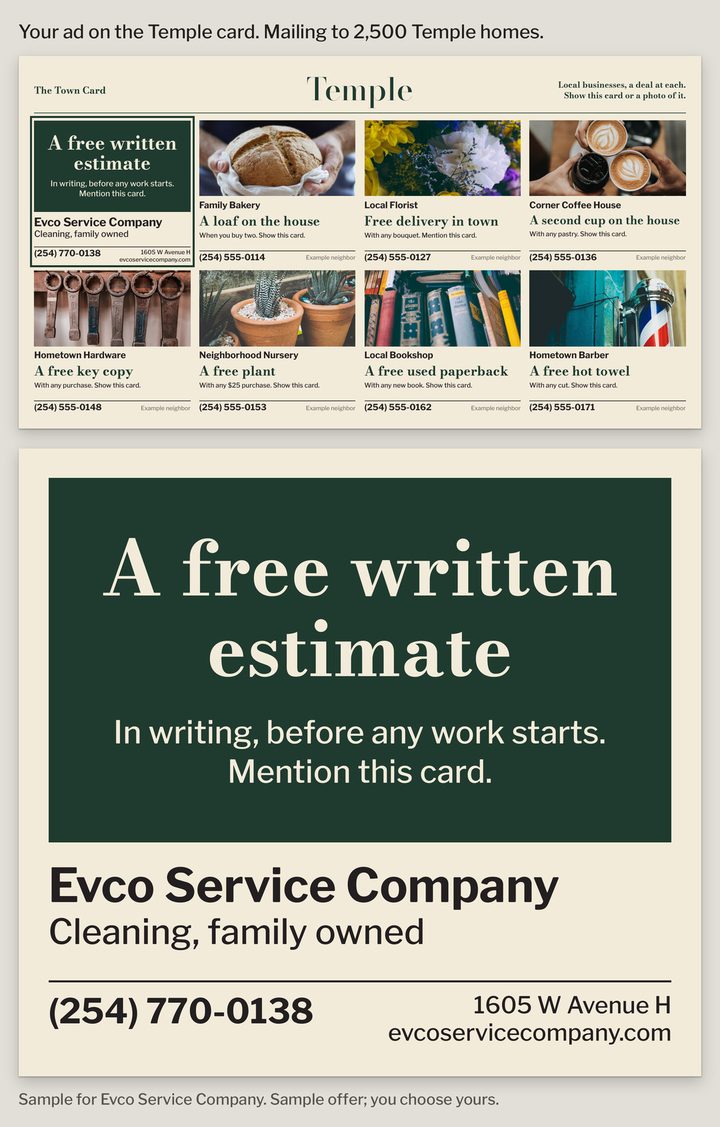 Your ad on the Temple card. Mailing to 2,500 Temple homes.
The Town Card
Temple
Local businesses, a deal at each.
Show this card or a photo of it.
A free written
estimate
In writing, before any work starts.
Mention this card.
Evco Service Company
Cleaning, family owned
(254) 770-0138
1605 W Avenue H
evcoservicecompany.com
Family Bakery
A loaf on the house
When you buy two. Show this card.
(254) 555-0114
Example neighbor
Local Florist
Free delivery in town
With any bouquet. Mention this card.
(254) 555-0127
Example neighbor
Corner Coffee House
A second cup on the house
With any pastry. Show this card.
(254) 555-0136
Example neighbor
Hometown Hardware
A free key copy
With any purchase. Show this card.
(254) 555-0148
Example neighbor
Neighborhood Nursery
A free plant
With any $25 purchase. Show this card.
(254) 555-0153
Example neighbor
Local Bookshop
A free used paperback
With any new book. Show this card.
(254) 555-0162
Example neighbor
Hometown Barber
A free hot towel
With any cut. Show this card.
(254) 555-0171
Example neighbor
A free written
estimate
In writing, before any work starts.
Mention this card.
Evco Service Company
Cleaning, family owned
(254) 770-0138
1605 W Avenue H
evcoservicecompany.com
Sample for Evco Service Company. Sample offer; you choose yours.